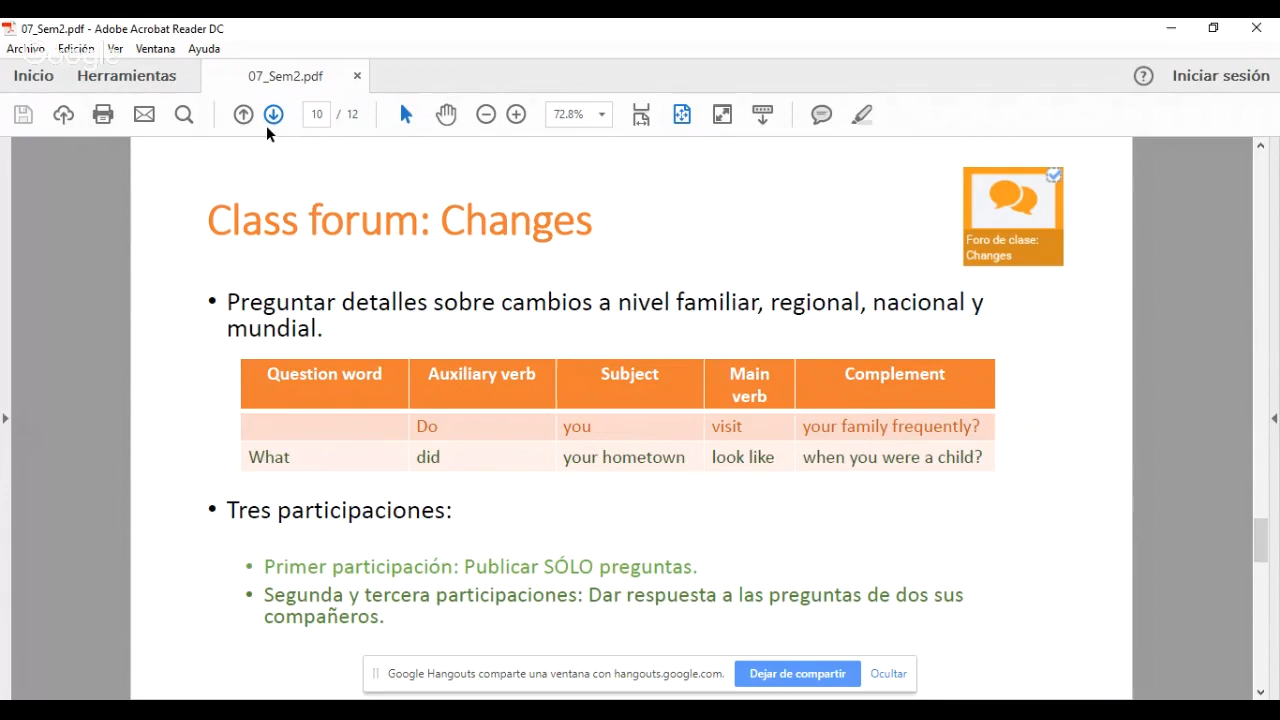 07_Sem2.pdf - Adobe Acrobat Reader DC
Archivo Edición Ver Ventana Ayuda
Google
Inicio Herramientas 07_Sem2.pdf × Iniciar sesión
10 / 12 72.8%
Class forum: Changes
Foro de clase:
Changes
• Preguntar detalles sobre cambios a nivel familiar, regional, nacional y
mundial.
Question word Auxiliary verb Subject Main verb Complement
Do you visit your family frequently?
What did your hometown look like when you were a child?
• Tres participaciones:
• Primer participación: Publicar SÓLO preguntas.
• Segunda y tercera participaciones: Dar respuesta a las preguntas de dos sus
compañeros.
Google Hangouts comparte una ventana con hangouts.google.com. Dejar de compartir Ocultar